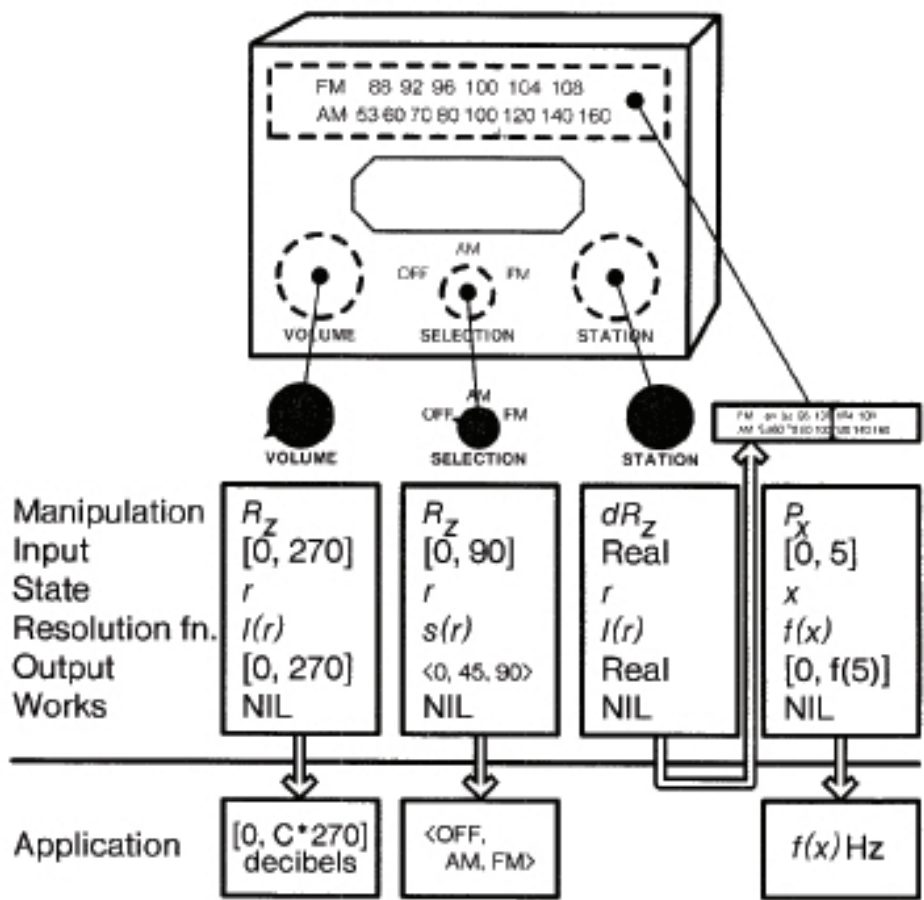 FM 88 92 96 100 104 108
AM 53 60 70 80 100 120 140 160
AM
OFF FM
VOLUME SELECTION STATION
AM
OFF FM
FM
AM
VOLUME SELECTION STATION
Manipulation R_z R_z dR_z P_x
Input [0, 270] [0, 90] Real [0, 5]
State r r r x
Resolution fn. I(r) s(r) I(r) f(x)
Output [0, 270] <0, 45, 90> Real [0, f(5)]
Works NIL NIL NIL NIL
Application [0, C*270] decibels <OFF, AM, FM> f(x) Hz